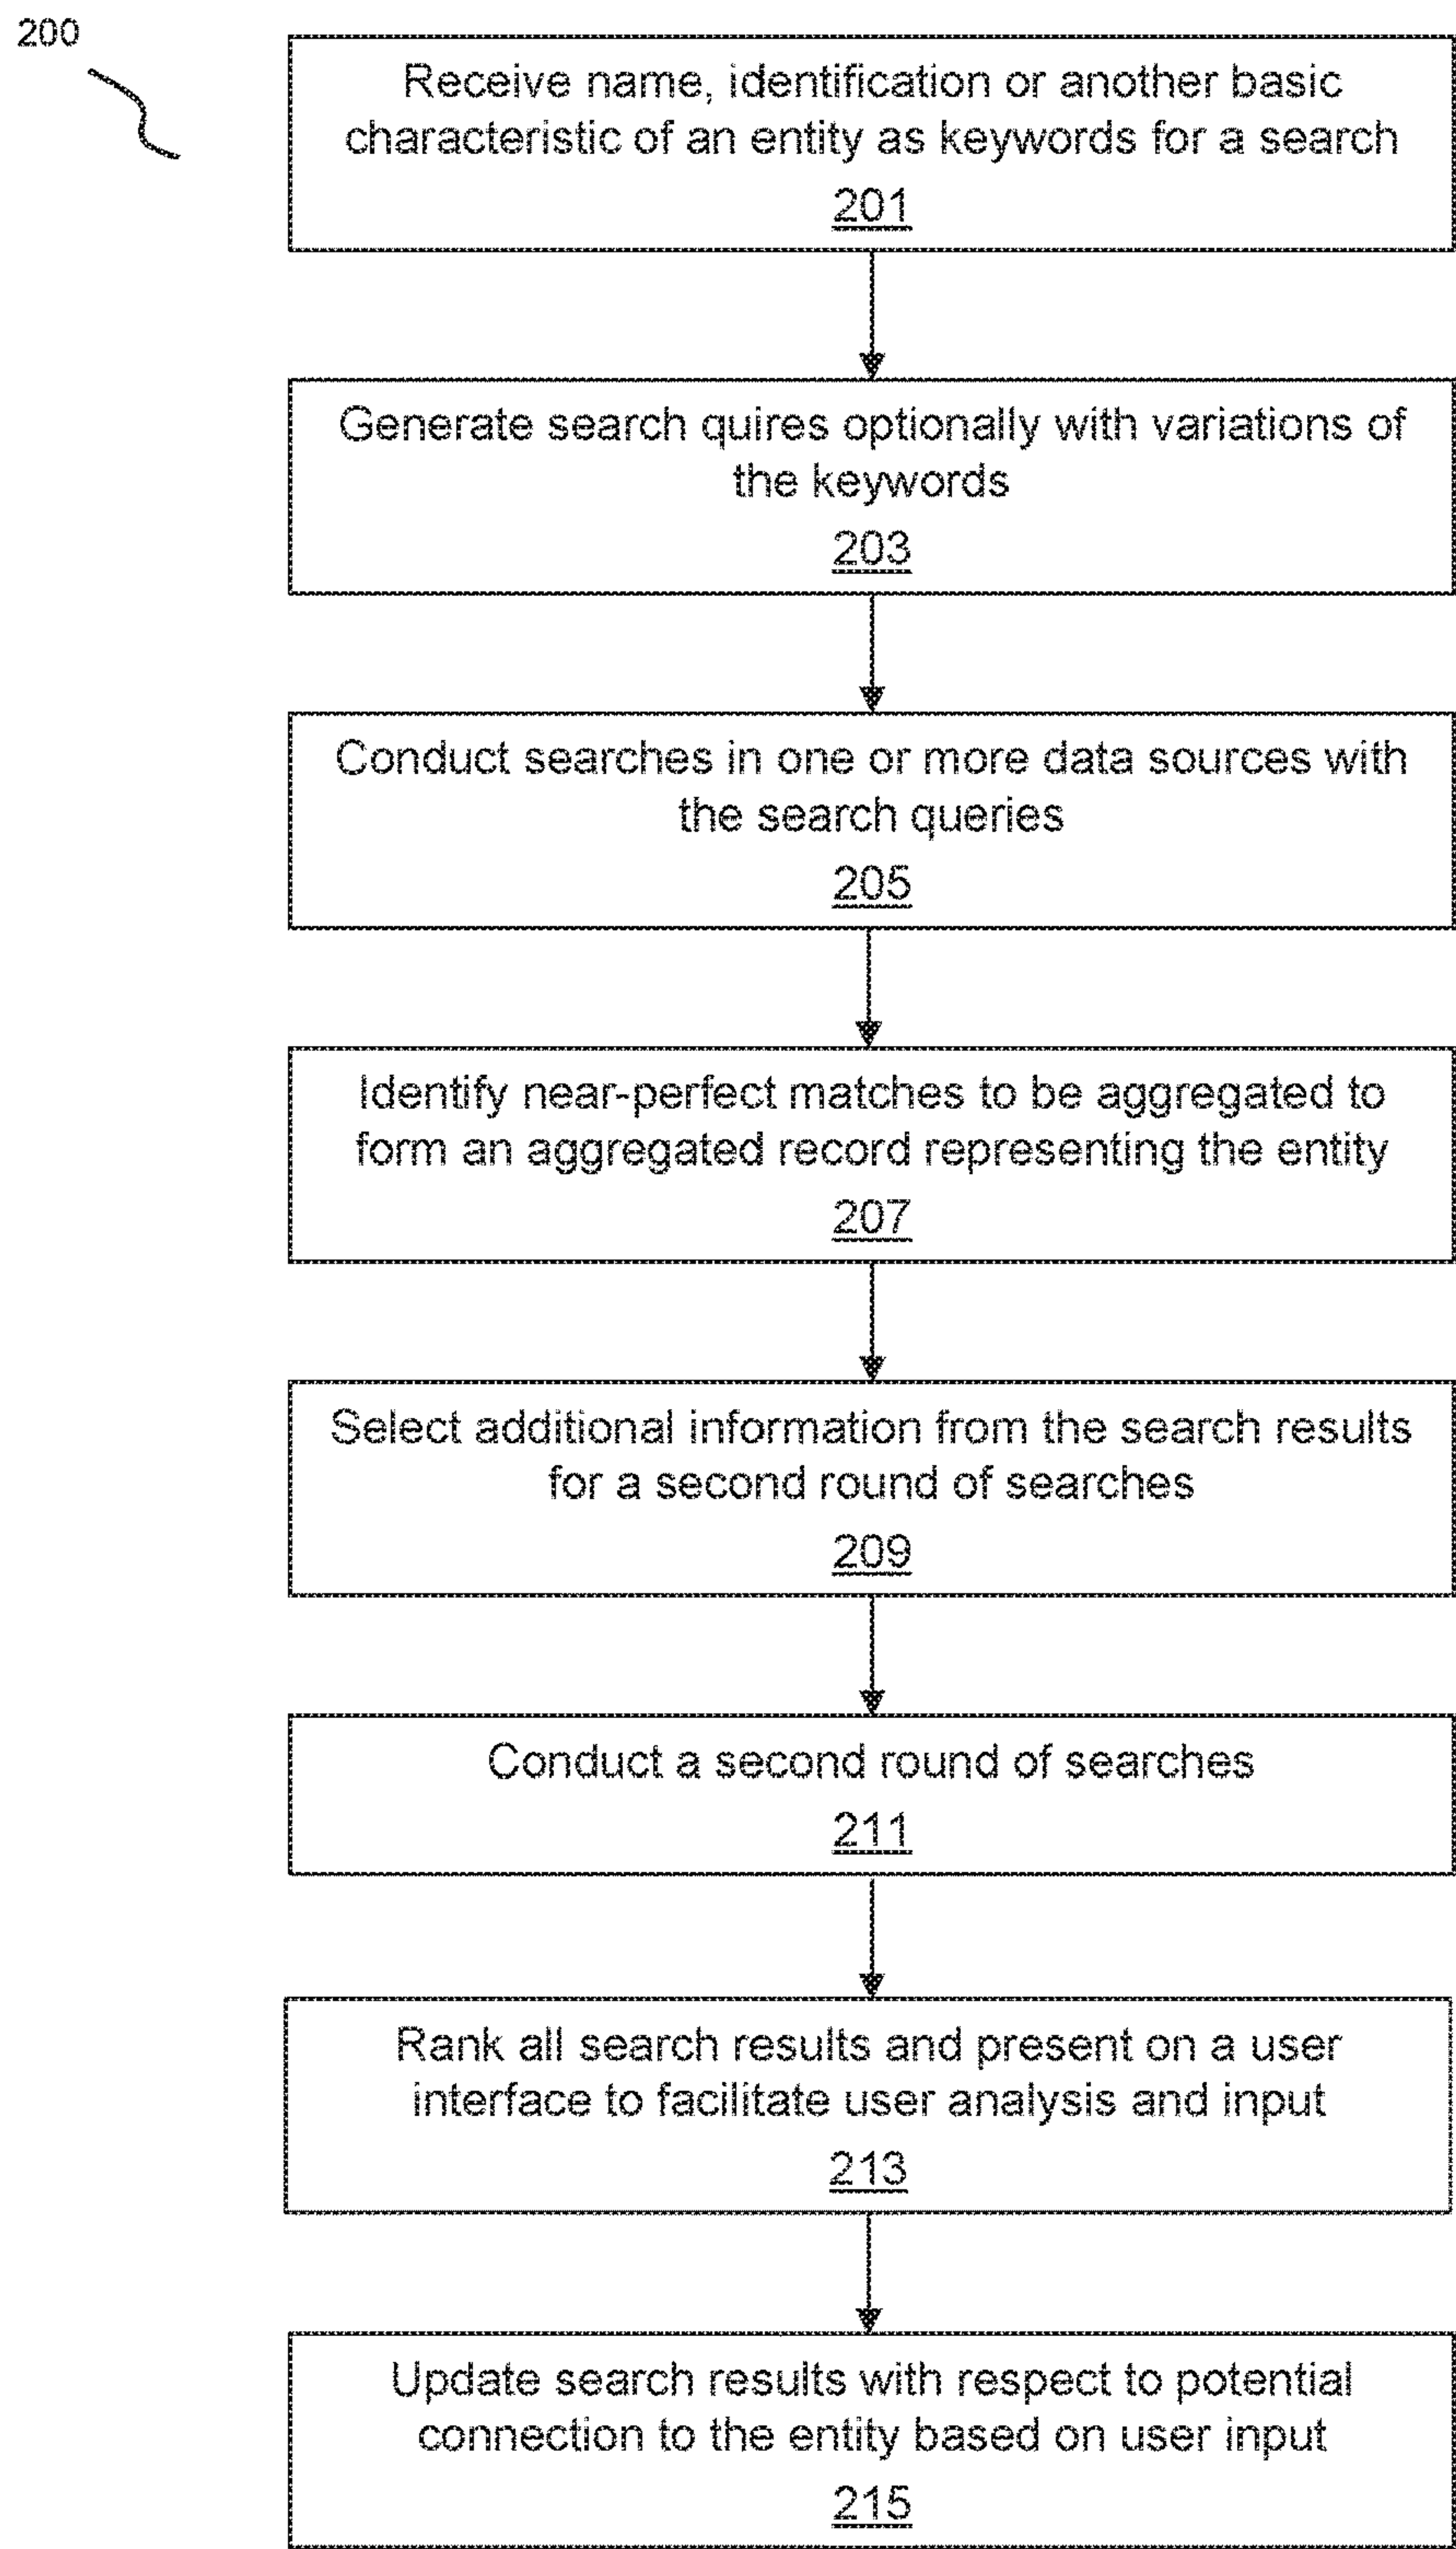 200
Receive name, identification or another basic
characteristic of an entity as keywords for a search
201
Generate search quires optionally with variations of
the keywords
203
Conduct searches in one or more data sources with
the search queries
205
Identify near-perfect matches to be aggregated to
form an aggregated record representing the entity
207
Select additional information from the search results
for a second round of searches
209
Conduct a second round of searches
211
Rank all search results and present on a user
interface to facilitate user analysis and input
213
Update search results with respect to potential
connection to the entity based on user input
215